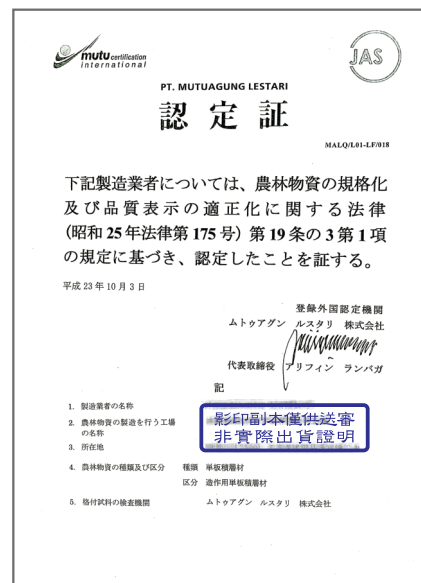 mutu certification
international
JAS
PT. MUTUAGUNG LESTARI
認定証
MALQ/L01-LF/018
下記製造業者については、農林物資の規格化
及び品質表示の適正化に関する法律
（昭和 25 年法律第 175 号）第 19 条の 3 第 1 項
の規定に基づき、認定したことを証する。
平成 23 年 10 月 3 日
登録外国認定機関
ムトゥアグン ルスタリ 株式会社
代表取締役 アリフィン ランバガ
記
1. 製造業者の名称
2. 農林物資の製造を行う工場
の名称
影印副本僅供送審
非實際出貨證明
3. 所在地
4. 農林物資の種類及び区分 種類 単板積層材
区分 造作用単板積層材
5. 格付試料の検査機関 ムトゥアグン ルスタリ 株式会社